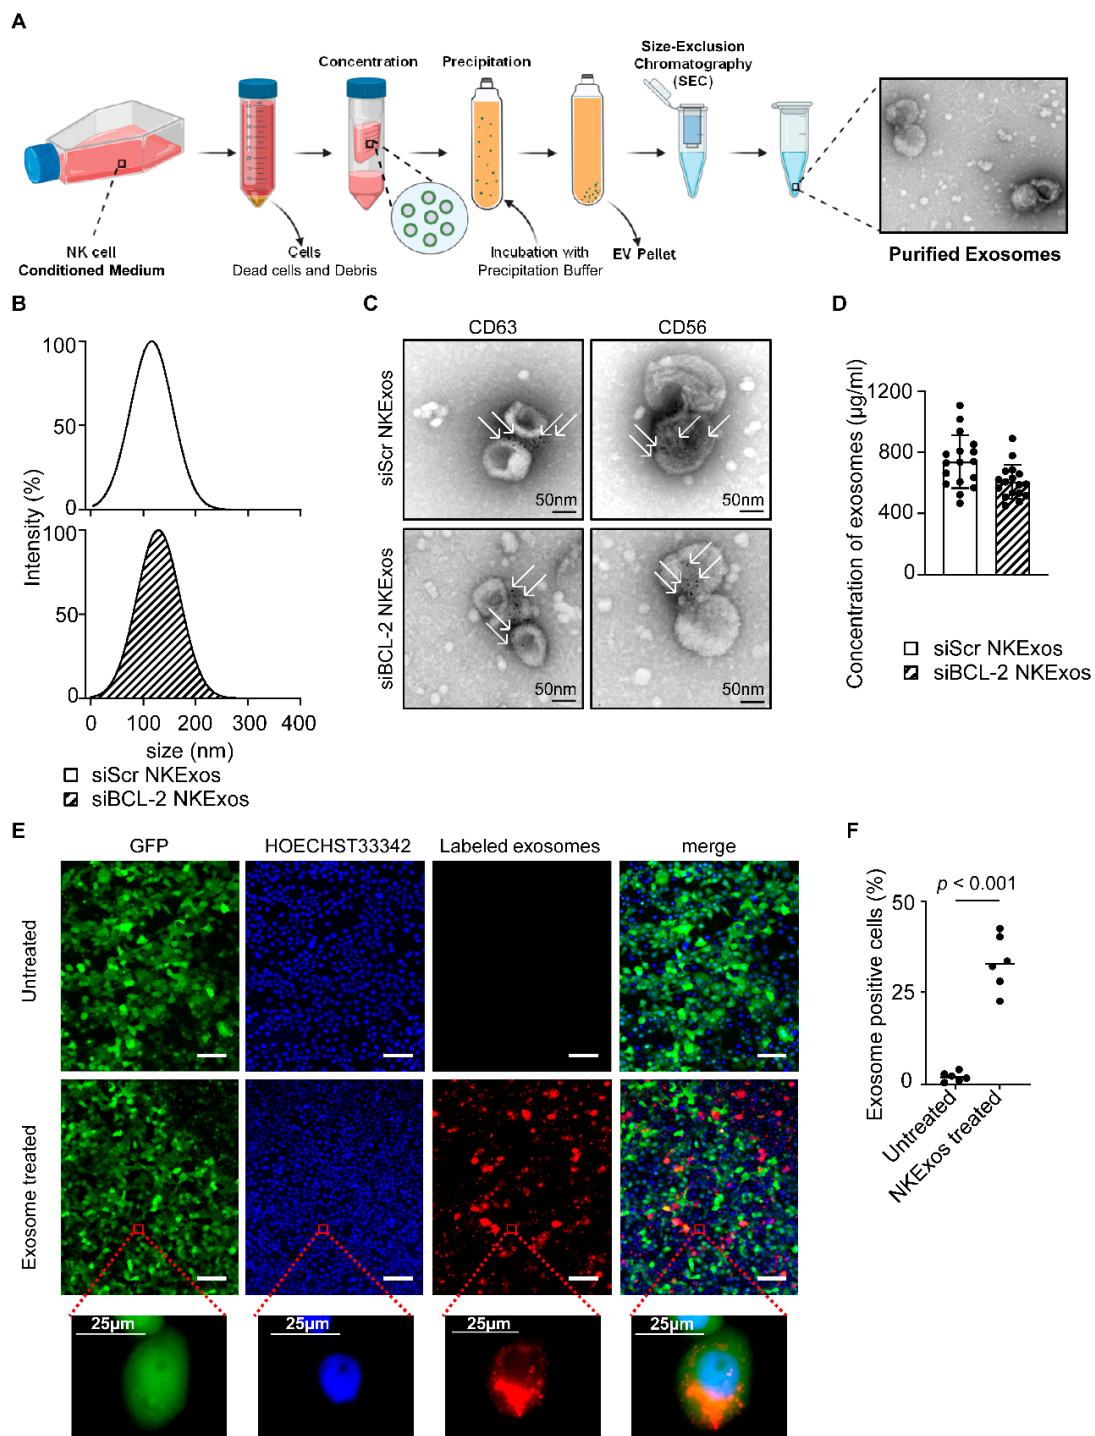 A
Concentration
Precipitation
Size-Exclusion
Chromatography
(SEC)
NK cell
Conditioned Medium
Cells
Dead cells and Debris
Incubation with
Precipitation Buffer
EV Pellet
Purified Exosomes
B
100
50
0
100
50
0
Intensity (%)
0 100 200 300 400
size (nm)
siScr NKExos
siBCL-2 NKExos
C
CD63 CD56
siScr NKExos
50nm 50nm
siBCL-2 NKExos
50nm 50nm
D
Concentration of exosomes (µg/ml)
1200
800
400
0
siScr NKExos
siBCL-2 NKExos
E
GFP HOECHST33342 Labeled exosomes merge
Untreated
Exosome treated
25µm 25µm 25µm 25µm
F
Exosome positive cells (%)
p < 0.001
50
25
0
Untreated
NKExos treated